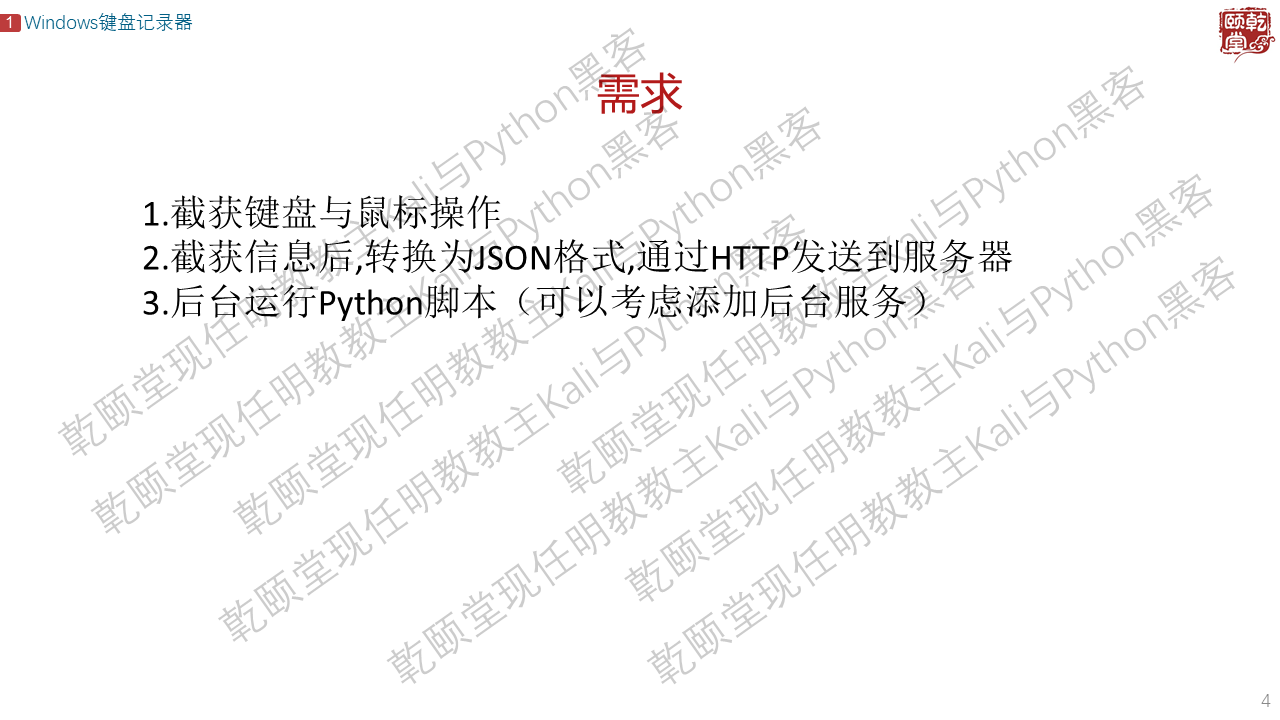 1 Windows键盘记录器
颐乾堂
需求
1.截获键盘与鼠标操作
2.截获信息后,转换为JSON格式,通过HTTP发送到服务器
3.后台运行Python脚本（可以考虑添加后台服务）
乾颐堂现任明教教主Kali与Python黑客
乾颐堂现任明教教主Kali与Python黑客
乾颐堂现任明教教主Kali与Python黑客
乾颐堂现任明教教主Kali与Python黑客
乾颐堂现任明教教主Kali与Python黑客
乾颐堂现任明教教主Kali与Python黑客
乾颐堂现任明教教主Kali与Python黑客
乾颐堂现任明教教主Kali与Python黑客
4